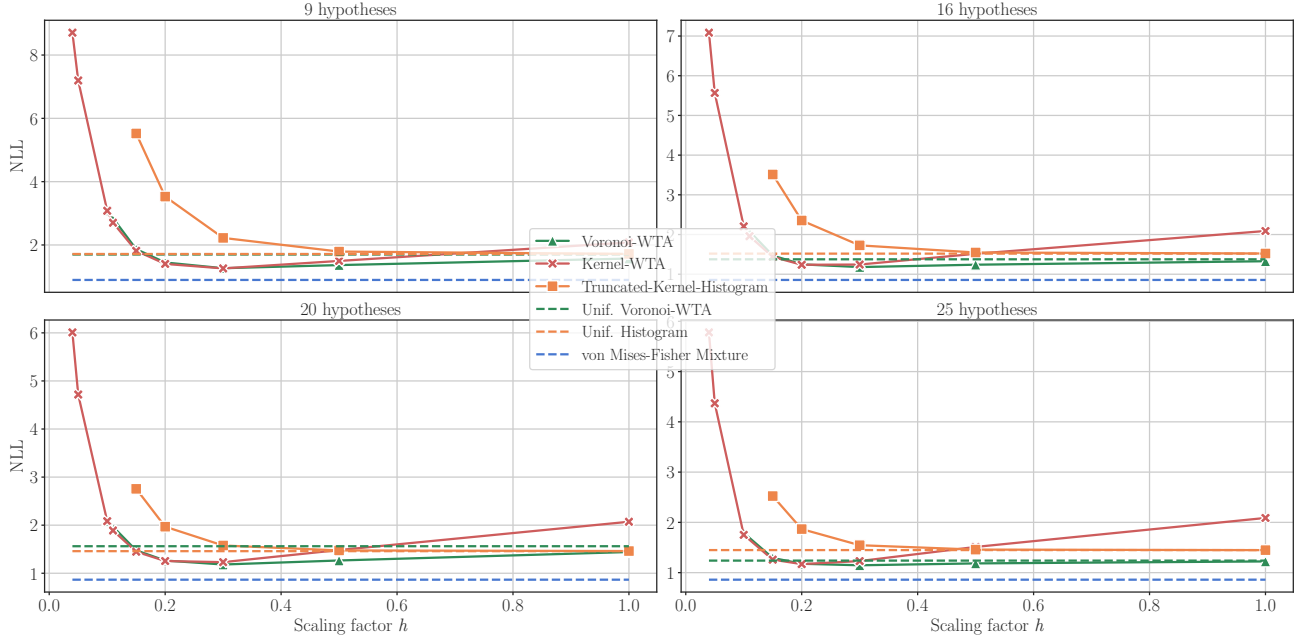 9 hypotheses
16 hypotheses
NLL
8
6
4
2
7
6
5
4
3
2
1
Voronoi-WTA
Kernel-WTA
Truncated-Kernel-Histogram
Unif. Voronoi-WTA
Unif. Histogram
von Mises-Fisher Mixture
20 hypotheses
25 hypotheses
NLL
6
5
4
3
2
1
6
5
4
3
2
1
0.0 0.2 0.4 0.6 0.8 1.0
0.0 0.2 0.4 0.6 0.8 1.0
Scaling factor h
Scaling factor h